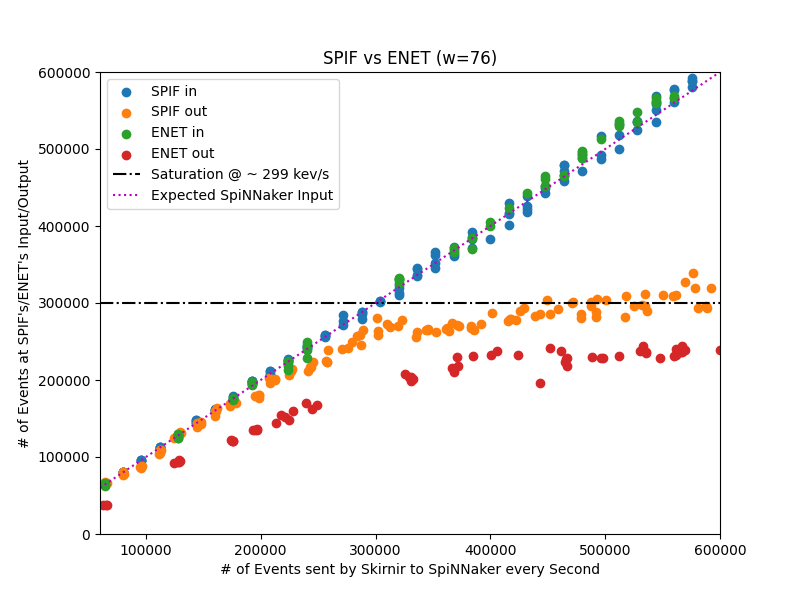 SPIF vs ENET (w=76)
600000
500000
400000
300000
200000
100000
0
# of Events at SPIF's/ENET's Input/Output
SPIF in
SPIF out
ENET in
ENET out
Saturation @ ~ 299 kev/s
Expected SpiNNaker Input
100000
200000
300000
400000
500000
600000
# of Events sent by Skirnir to SpiNNaker every Second